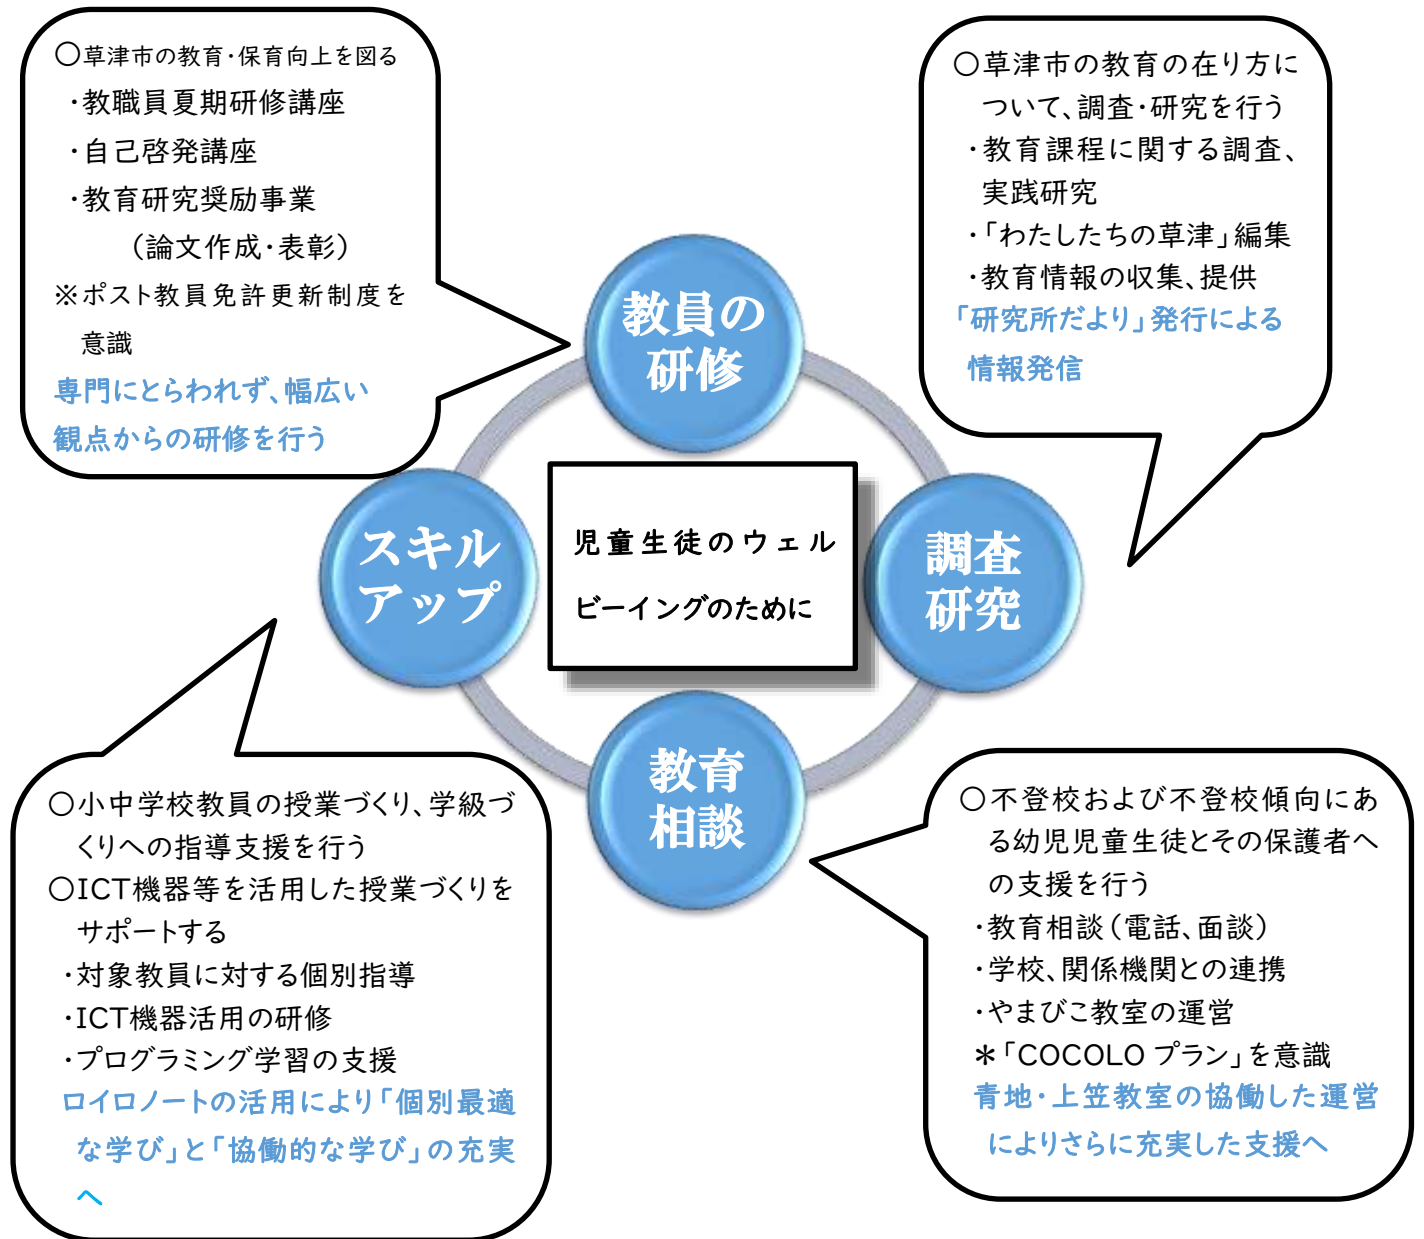 〇草津市の教育・保育向上を図る
・教職員夏期研修講座
・自己啓発講座
・教育研究奨励事業
（論文作成・表彰）
※ポスト教員免許更新制度を
意識
専門にとらわれず、幅広い
観点からの研修を行う
〇草津市の教育の在り方に
ついて、調査・研究を行う
・教育課程に関する調査、
実践研究
・「わたしたちの草津」編集
・教育情報の収集、提供
「研究所だより」発行による
情報発信
教員の
研修
スキル
アップ
児童生徒のウェル
ビーイングのために
調査
研究
教育
相談
〇小中学校教員の授業づくり、学級づ
くりへの指導支援を行う
〇ICT機器等を活用した授業づくりを
サポートする
・対象教員に対する個別指導
・ICT機器活用の研修
・プログラミング学習の支援
ロイロノートの活用により「個別最適
な学び」と「協働的な学び」の充実
へ
〇不登校および不登校傾向にあ
る幼児児童生徒とその保護者へ
の支援を行う
・教育相談（電話、面談）
・学校、関係機関との連携
・やまびこ教室の運営
＊「COCOLO プラン」を意識
青地・上笠教室の協働した運営
によりさらに充実した支援へ